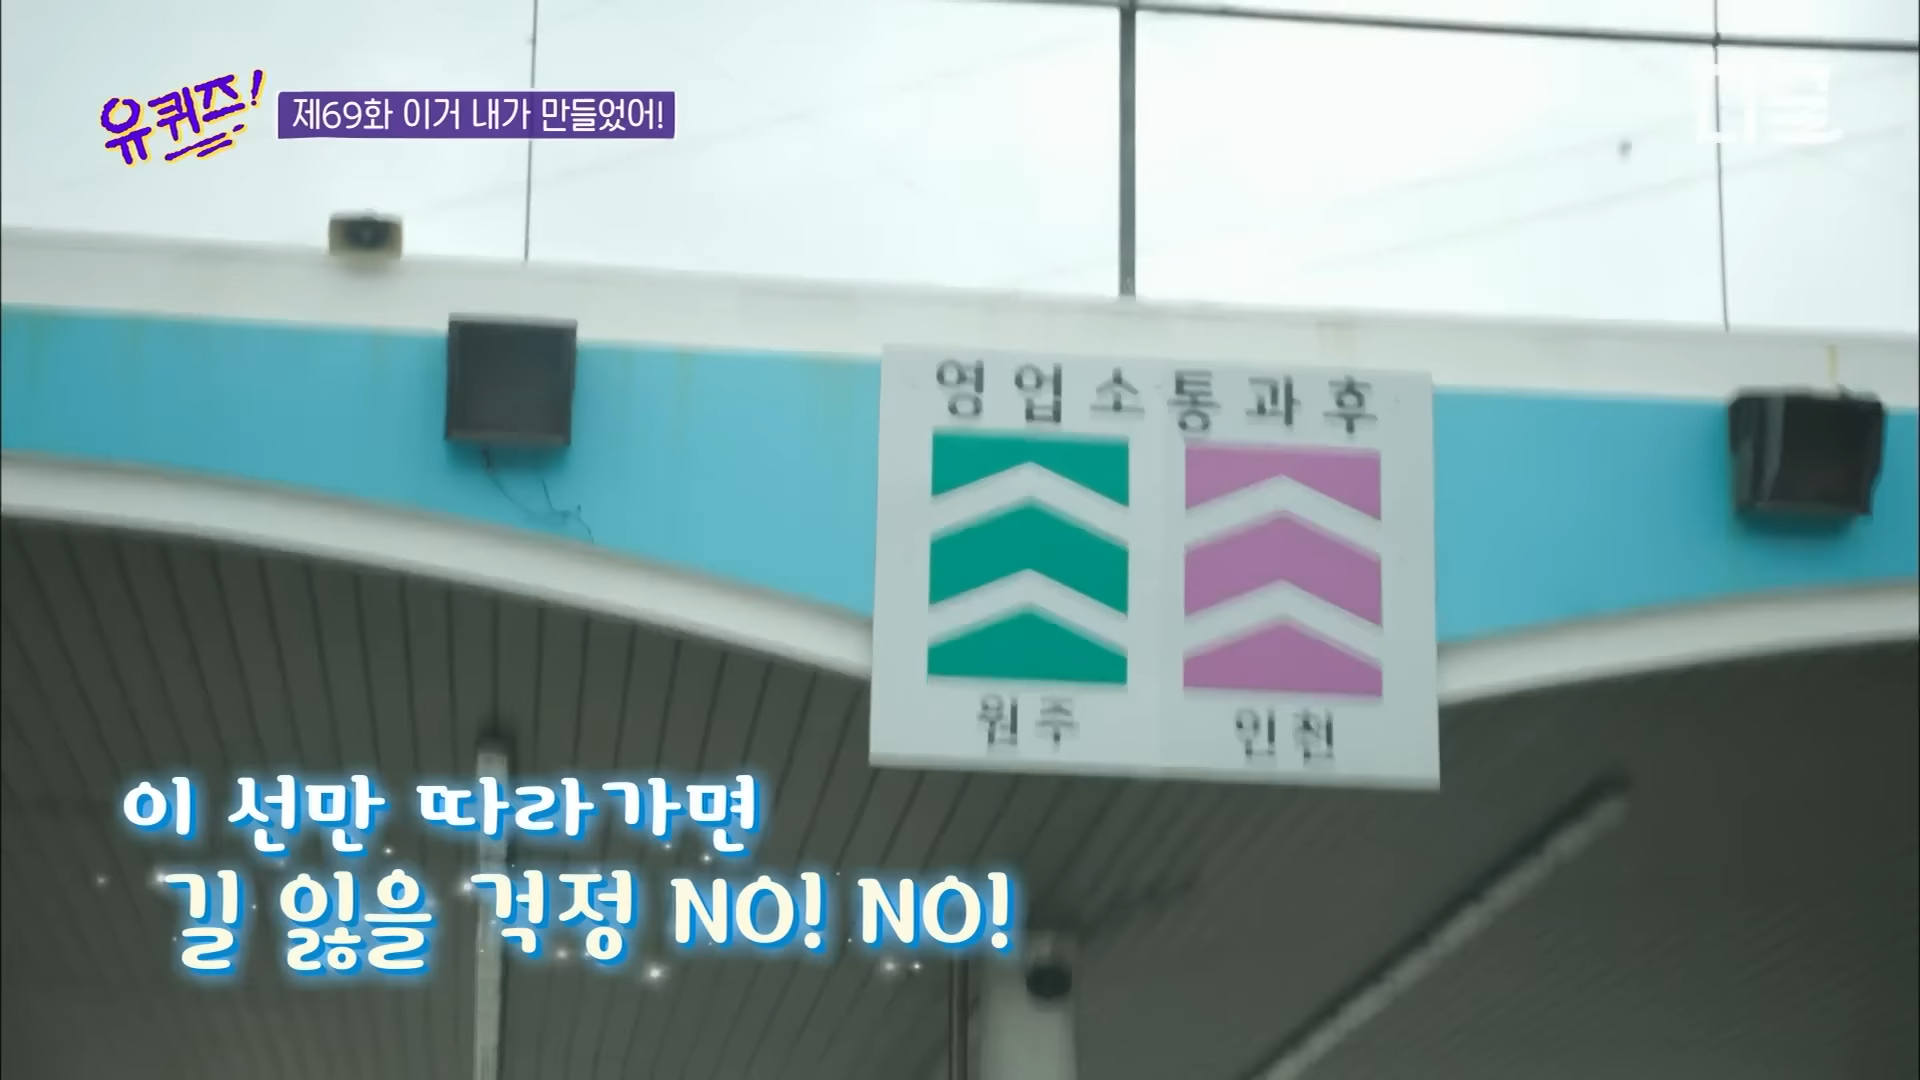 유퀴즈!
제69화 이거 내가 만들었어!
디글
영업소통과후
원주
인천
이 선만 따라가면
길 잃을 걱정 NO! NO!